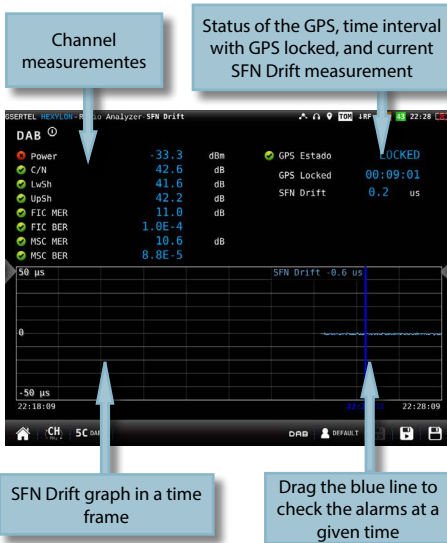 Channel
measurementes
Status of the GPS, time interval
with GPS locked, and current
SFN Drift measurement
GSERTEL HEXYLON-R io Analyzer-SFN Drift TOM RF 43 22:28
DAB
Power -33.3 dBm
C/N 42.6 dB
LwSh 41.6 dB
UpSh 42.2 dB
FIC MER 11.0 dB
FIC BER 1.0E-4
MSC MER 10.6 dB
MSC BER 8.8E-5
GPS Estado LOCKED
GPS Locked 00:09:01
SFN Drift 0.2 us
50 µs
SFN Drift -0.6 us
0
-50 µs
22:18:09 22:28:09
CH 5C DAB DEFAULT
SFN Drift graph in a time
frame
Drag the blue line to
check the alarms at a
given time